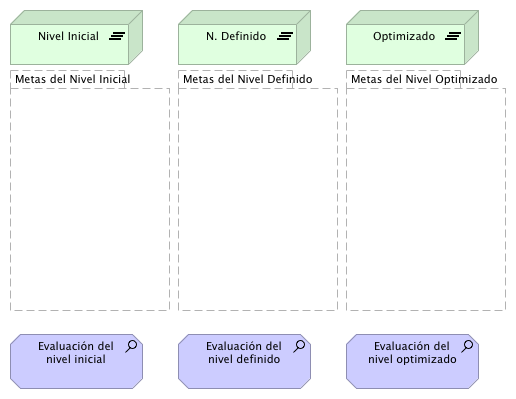 Nivel Inicial
N. Definido
Optimizado
Metas del Nivel Inicial
Metas del Nivel Definido
Metas del Nivel Optimizado
Evaluación del
nivel inicial
Evaluación del
nivel definido
Evaluación del
nivel optimizado